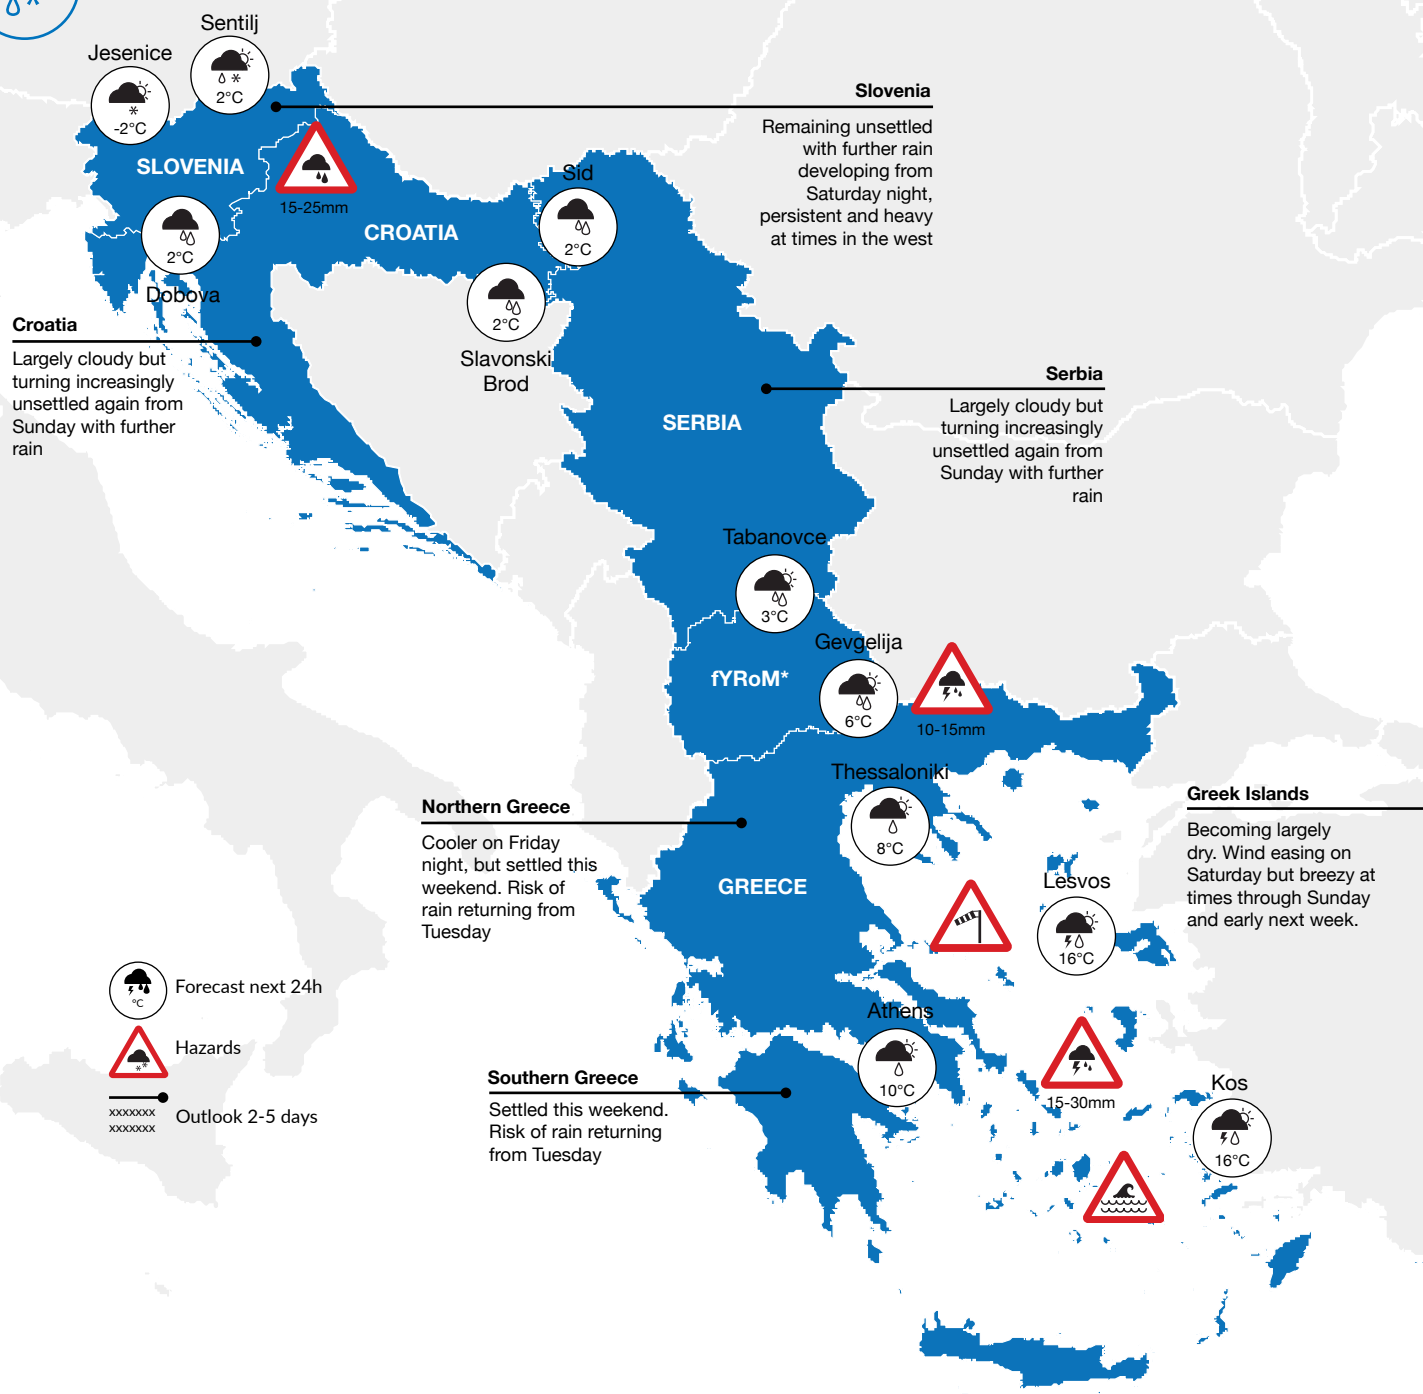 Sentilj
2°C
Jesenice
-2°C
SLOVENIA
15-25mm
Slovenia
Remaining unsettled
with further rain
developing from
Saturday night,
persistent and heavy
at times in the west
Sid
2°C
CROATIA
2°C
Dobova
2°C
Slavonski
Brod
Croatia
Largely cloudy but
turning increasingly
unsettled again from
Sunday with further
rain
Serbia
Largely cloudy but
turning increasingly
unsettled again from
Sunday with further
rain
SERBIA
Tabanovce
3°C
Gevgelija
6°C
fYRoM*
10-15mm
Thessaloniki
8°C
Northern Greece
Cooler on Friday
night, but settled this
weekend. Risk of
rain returning from
Tuesday
GREECE
Greek Islands
Becoming largely
dry. Wind easing on
Saturday but breezy at
times through Sunday
and early next week.
Lesvos
16°C
°C
Forecast next 24h
Hazards
xxxxxxx
xxxxxxx
Outlook 2-5 days
Athens
10°C
15-30mm
Southern Greece
Settled this weekend.
Risk of rain returning
from Tuesday
Kos
16°C